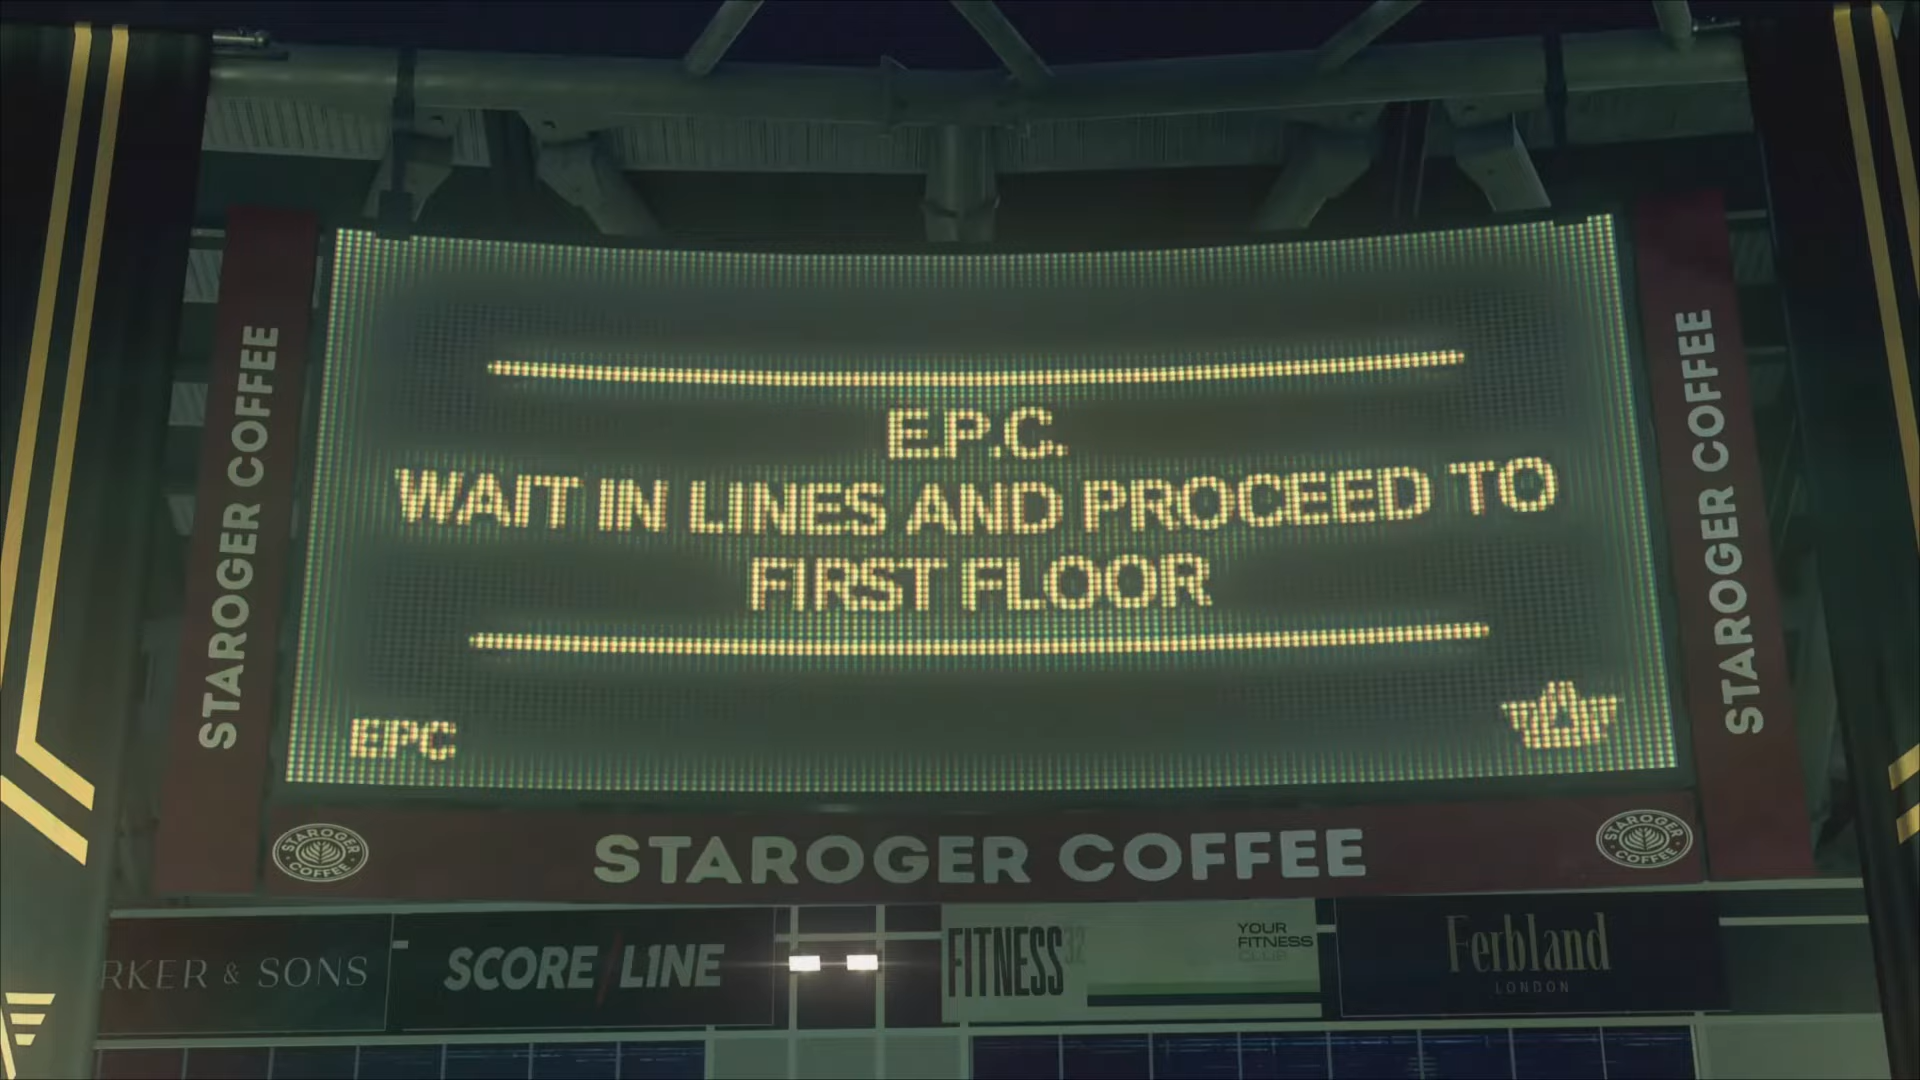 E.P.C.
WAIT IN LINES AND PROCEED TO
FIRST FLOOR
EPC
STAROGER COFFEE
STAROGER COFFEE
STAROGER COFFEE
STAROGER COFFEE
STAROGER COFFEE
RKER & SONS
SCORE/L1NE
FITNESS32
YOUR
FITNESS
CLUB
Ferbland
LONDON